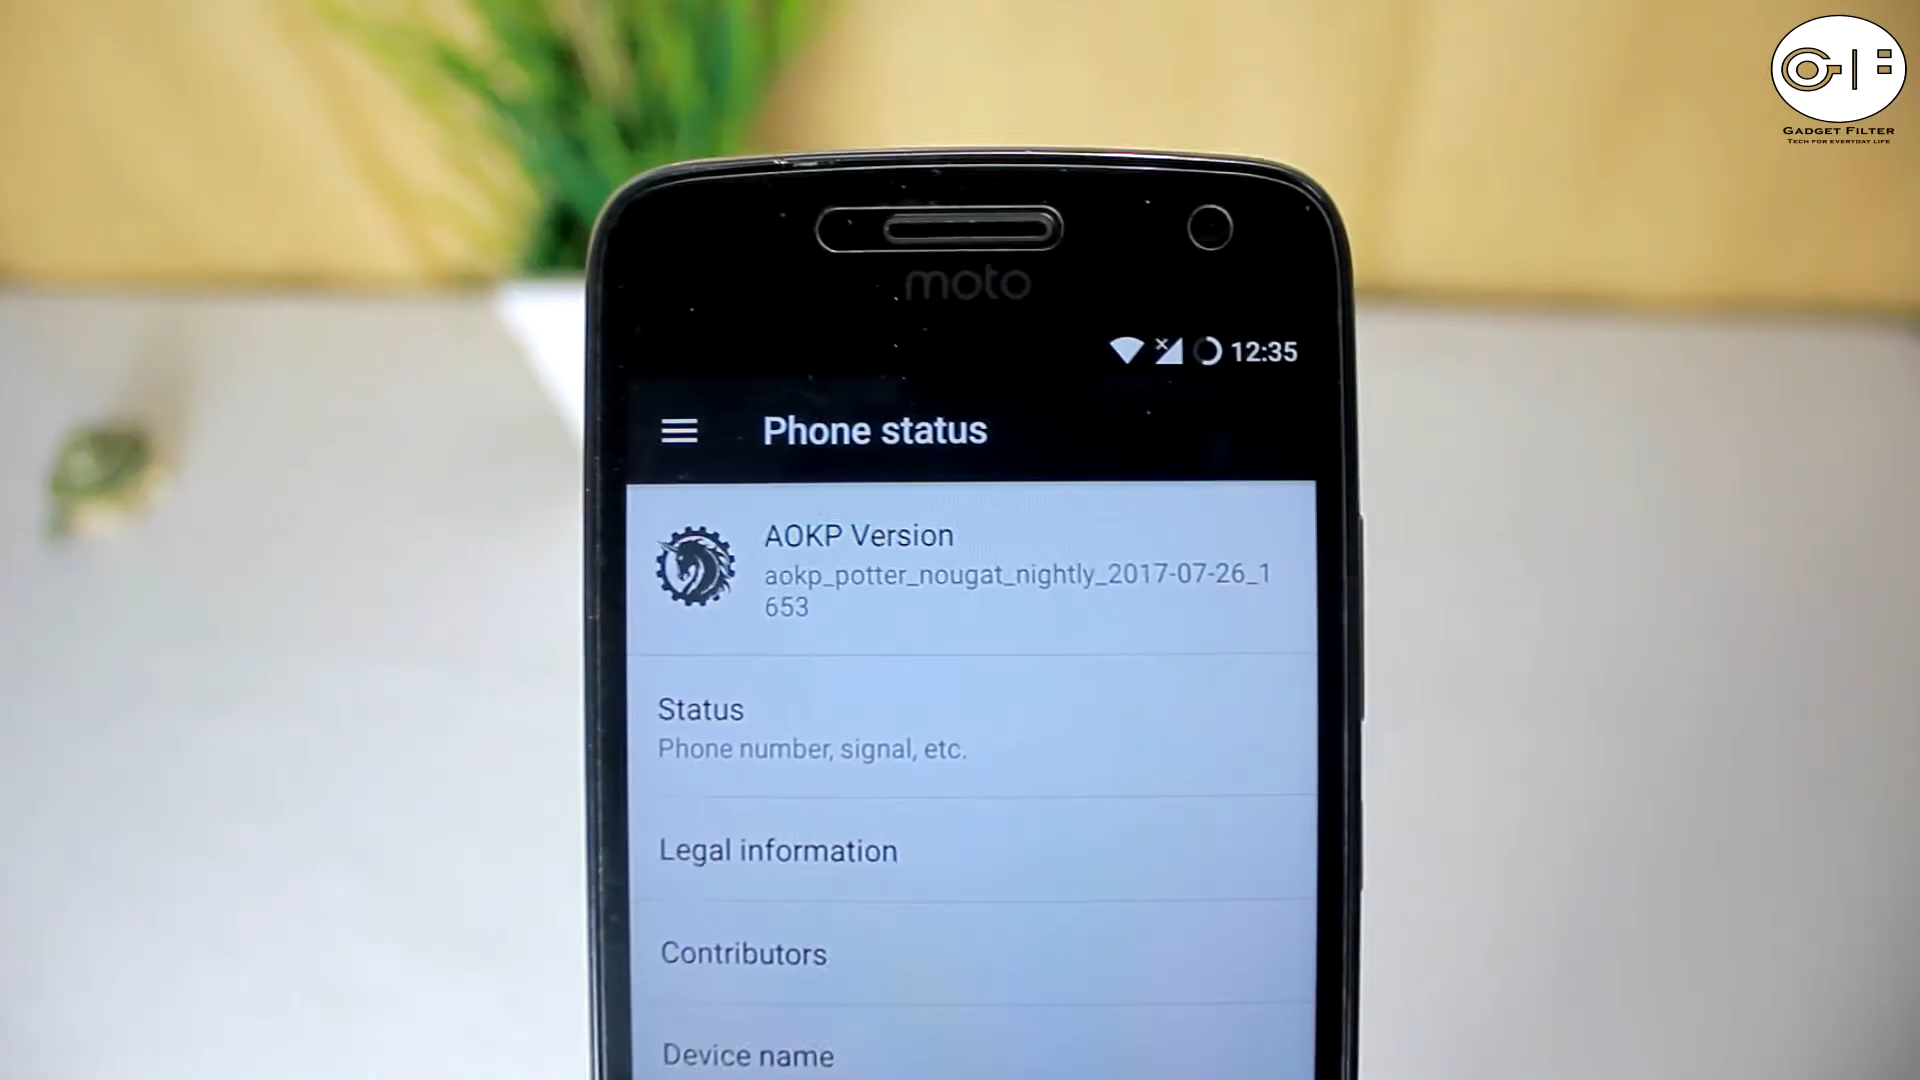 GADGET FILTER
TECH FOR EVERYDAY LIFE
moto
12:35
Phone status
AOKP Version
aokp_potter_nougat_nightly_2017-07-26_1
653
Status
Phone number, signal, etc.
Legal information
Contributors
Device name